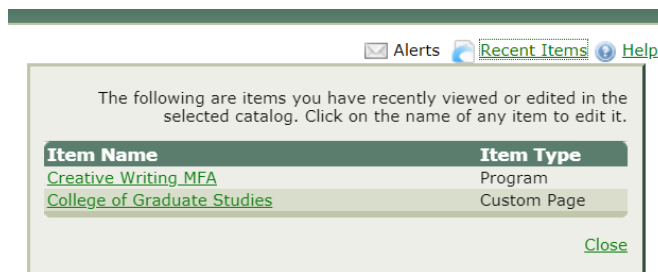 Alerts Recent Items Help
The following are items you have recently viewed or edited in the
selected catalog. Click on the name of any item to edit it.
Item Name Item Type
Creative Writing MFA Program
College of Graduate Studies Custom Page
Close